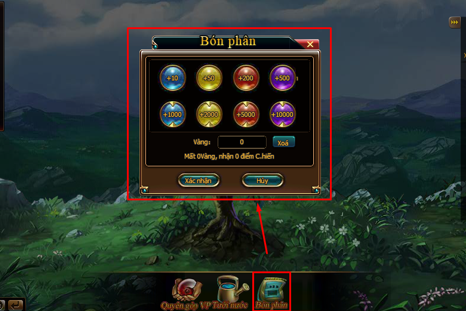 Bón phân
+10 +50 +200 +500
+1000 +2000 +5000 +10000
Vàng: 0 Xoá
Mất 0Vàng, nhận 0 điểm C.hiến
Xác nhận Hủy
Quyên góp VP Tưới nước Bón phân